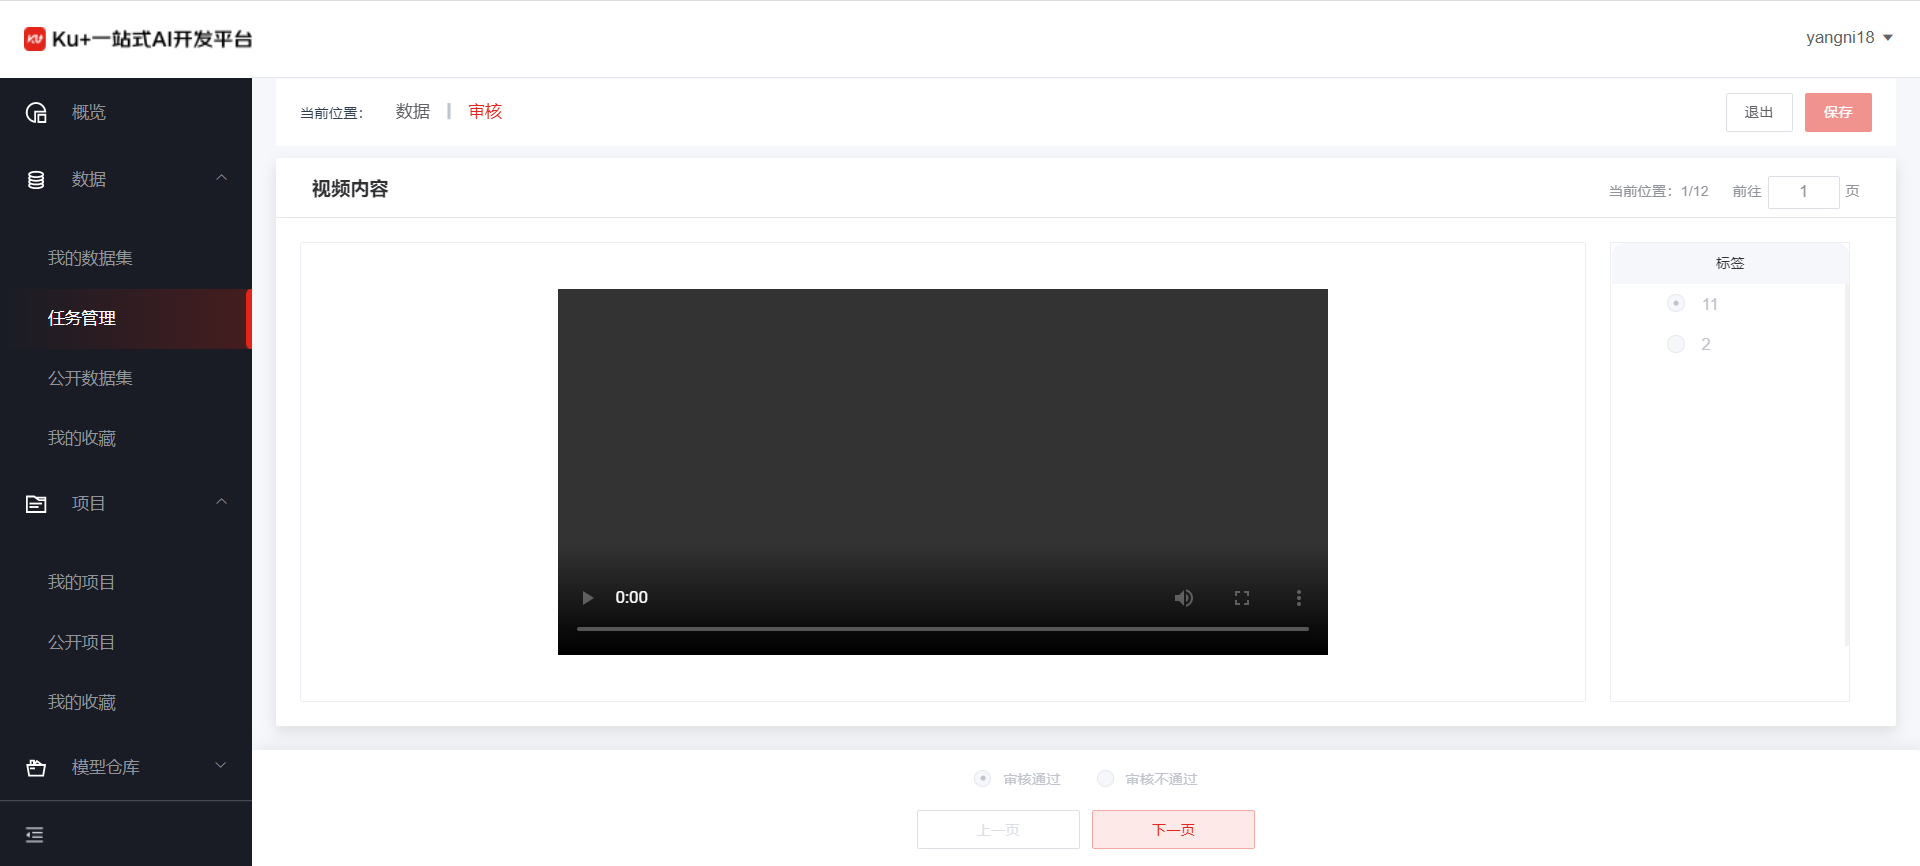 Ku+一站式AI开发平台
yangni18
概览
数据
我的数据集
任务管理
公开数据集
我的收藏
项目
我的项目
公开项目
我的收藏
模型仓库
当前位置：
数据 | 审核
退出
保存
视频内容
当前位置：1/12
前往 1 页
0:00
标签
11
2
审核通过
审核不通过
上一页
下一页